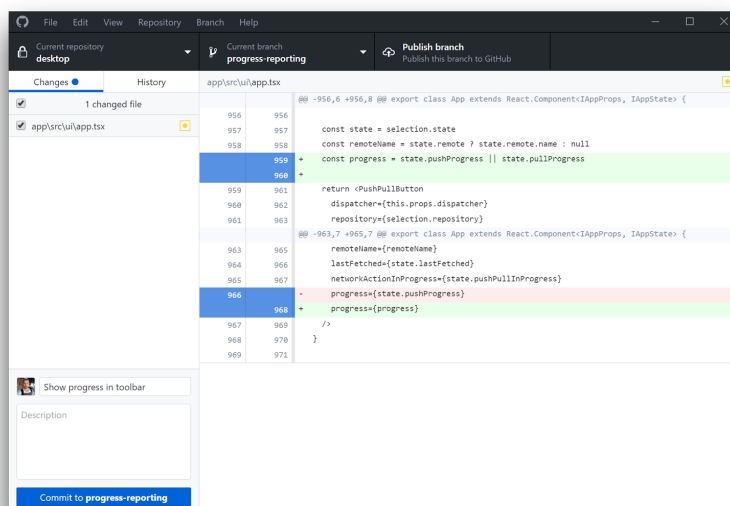 File Edit View Repository Branch Help
Current repository
desktop
Current branch
progress-reporting
Publish branch
Publish this branch to GitHub
Changes History
1 changed file
app\src\ui\app.tsx
app\src\ui\app.tsx
@@ -956,6 +956,8 @@ export class App extends React.Component<IAppProps, IAppState> {
956 956
957 957 const state = selection.state
958 958 const remoteName = state.remote ? state.remote.name : null
959 + const progress = state.pushProgress || state.pullProgress
960 +
959 961 return <PushPullButton
960 962 dispatcher={this.props.dispatcher}
961 963 repository={selection.repository}
@@ -963,7 +965,7 @@ export class App extends React.Component<IAppProps, IAppState> {
963 965 remoteName={remoteName}
964 966 lastFetched={state.lastFetched}
965 967 networkActionInProgress={state.pushPullInProgress}
966 - progress={state.pushProgress}
968 + progress={progress}
967 969 />
968 970 }
969 971
Show progress in toolbar
Description
Commit to progress-reporting